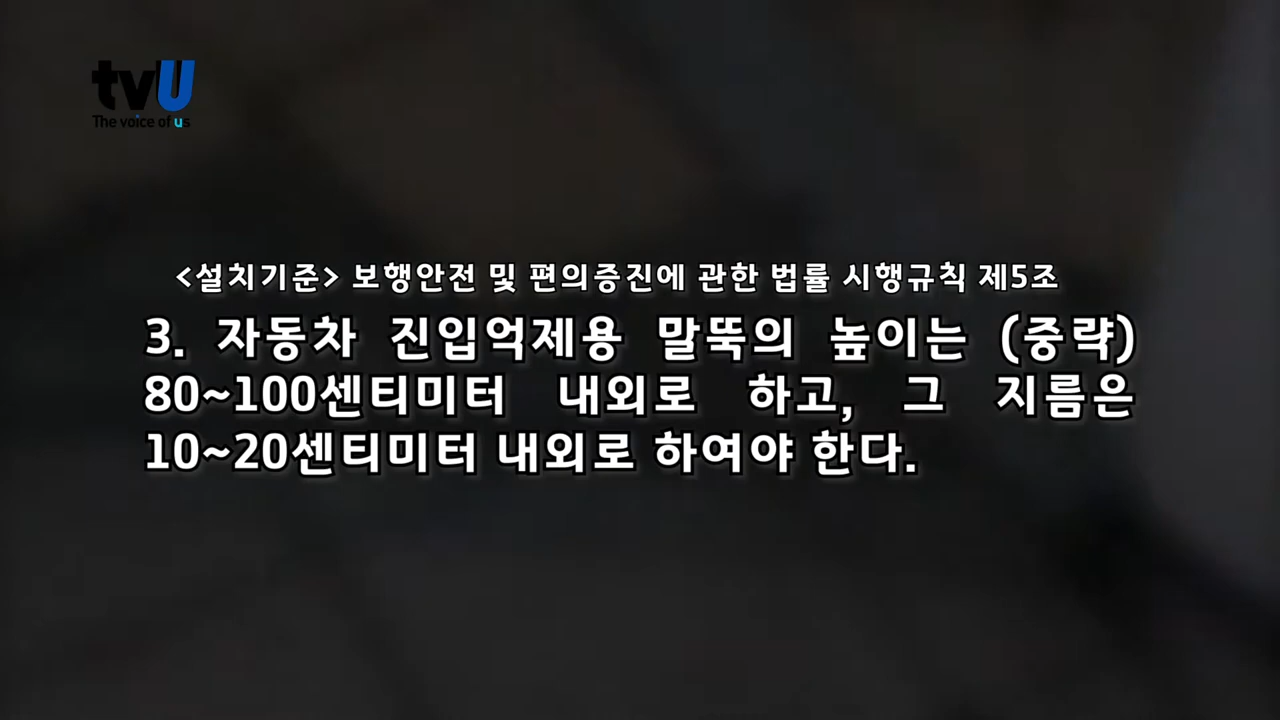 tvU
The voice of us
<설치기준> 보행안전 및 편의증진에 관한 법률 시행규칙 제5조
3. 자동차 진입억제용 말뚝의 높이는 (중략)
80~100센티미터 내외로 하고, 그 지름은
10~20센티미터 내외로 하여야 한다.